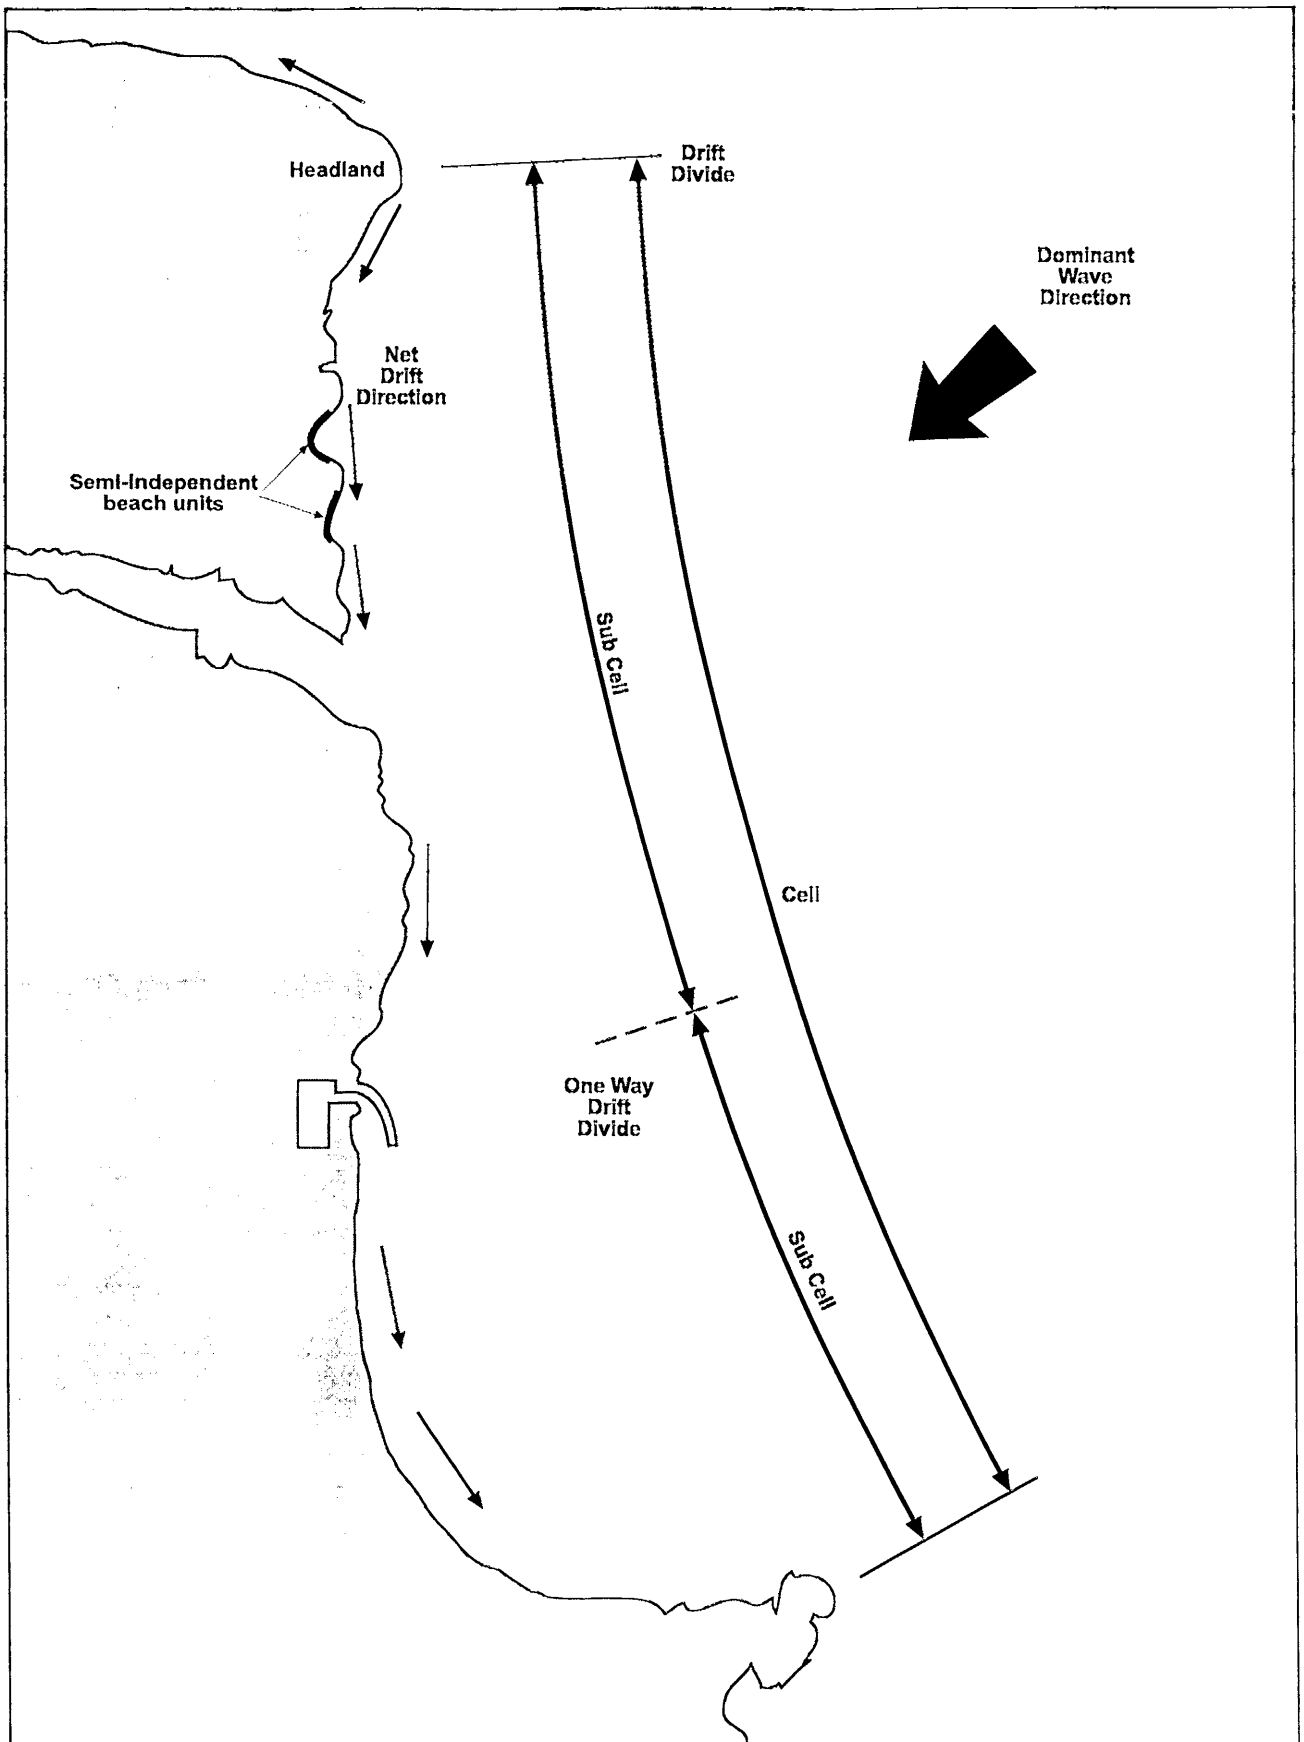 Headland
Drift
Divide
Dominant
Wave
Direction
Net
Drift
Direction
Semi-Independent
beach units
Sub Cell
Cell
One Way
Drift
Divide
Sub Cell